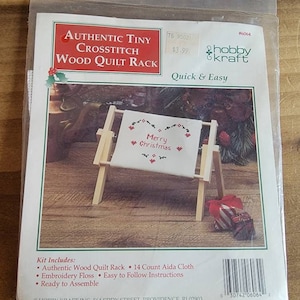 AUTHENTIC TINY
CROSSTITCH
WOOD QUILT RACK
hobby
kraft
Quick & Easy
Merry
Christmas
Kit Includes:
• Authentic Wood Quilt Rack • 14 Count Aida Cloth
• Embroidery Floss • Easy to Follow Instructions
• Ready to Assemble